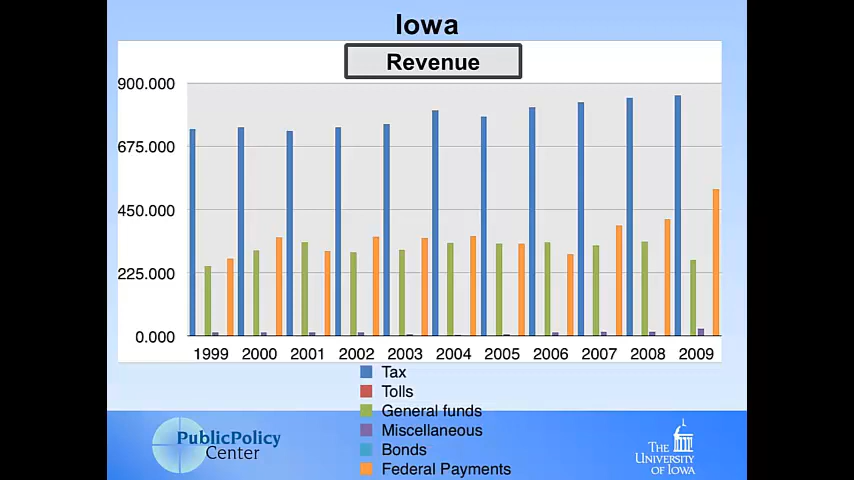 Iowa
Revenue
900.000
675.000
450.000
225.000
0.000
1999 2000 2001 2002 2003 2004 2005 2006 2007 2008 2009
Tax
Tolls
General funds
Miscellaneous
Bonds
Federal Payments
PublicPolicy
Center
THE
UNIVERSITY
OF IOWA